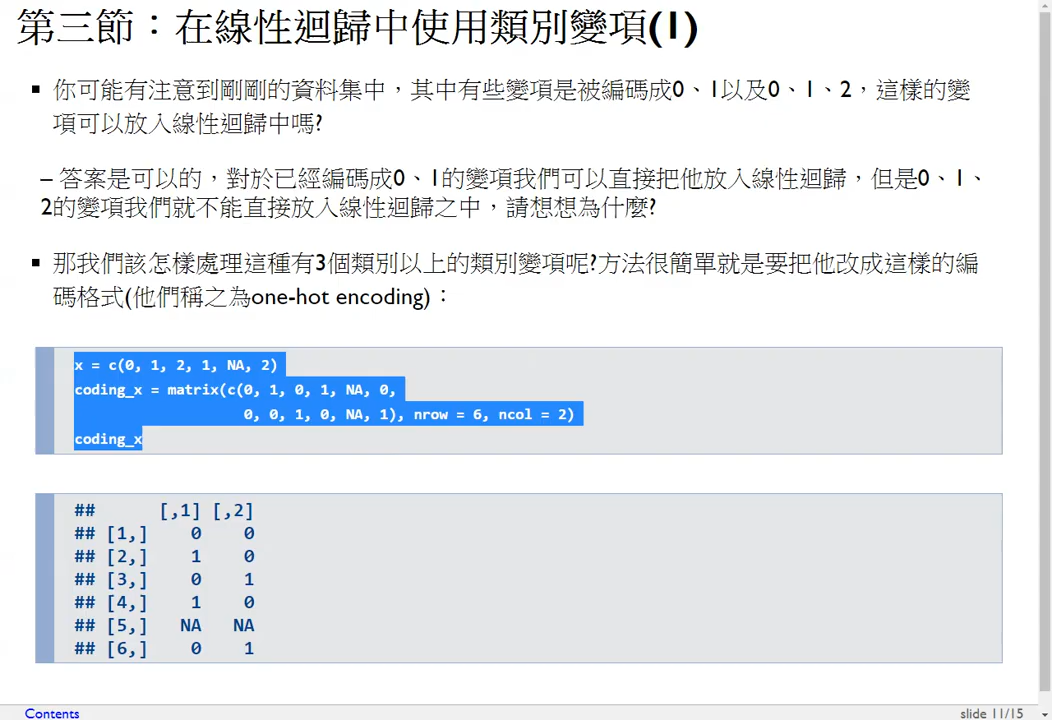 第三節：在線性迴歸中使用類別變項(1)
▪ 你可能有注意到剛剛的資料集中，其中有些變項是被編碼成0、1以及0、1、2，這樣的變
項可以放入線性迴歸中嗎?
– 答案是可以的，對於已經編碼成0、1的變項我們可以直接把他放入線性迴歸，但是0、1、
2的變項我們就不能直接放入線性迴歸之中，請想想為什麼?
▪ 那我們該怎樣處理這種有3個類別以上的類別變項呢?方法很簡單就是要把他改成這樣的編
碼格式(他們稱之為one-hot encoding)：
x = c(0, 1, 2, 1, NA, 2)
coding_x = matrix(c(0, 1, 0, 1, NA, 0,
0, 0, 1, 0, NA, 1), nrow = 6, ncol = 2)
coding_x
## [,1] [,2]
## [1,] 0 0
## [2,] 1 0
## [3,] 0 1
## [4,] 1 0
## [5,] NA NA
## [6,] 0 1
Contents
slide 11/15